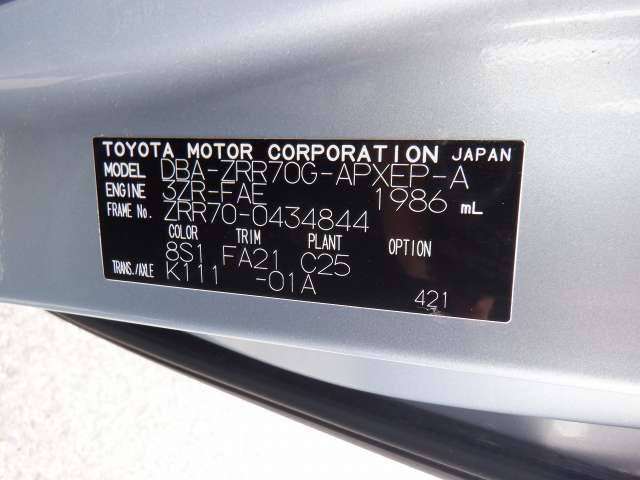 TOYOTA MOTOR CORPORATION JAPAN
MODEL DBA-ZRR70G-APXEP-A
ENGINE 3ZR-FAE 1986 mL
FRAME No. ZRR70-0434844
COLOR TRIM PLANT OPTION
8S1 FA21 C25
TRANS./AXLE K111 -01A
421